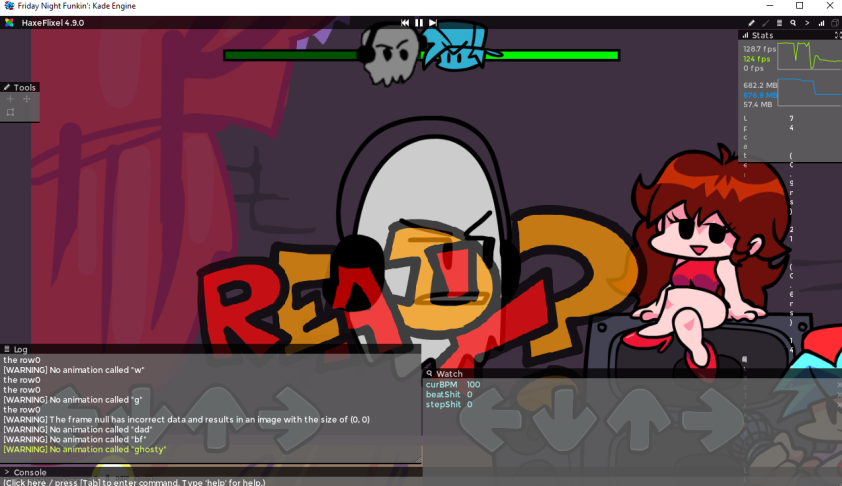 Friday Night Funkin': Kade Engine
HaxeFlixel 4.9.0
Stats
128.7 fps
124 fps
0 fps
682.2 MB
676.9 MB
57.4 MB
Tools
READY?
Log
the row0
[WARNING] No animation called "w"
the row0
the row0
[WARNING] No animation called "g"
the row0
[WARNING] The frame null has incorrect data and results in an image with the size of (0, 0)
[WARNING] No animation called "dad"
[WARNING] No animation called "bf"
[WARNING] No animation called "ghosty"
Watch
curBPM 100
beatShit 0
stepShit 0
> Console
(Click here / press [Tab] to enter command. Type 'help' for help.)